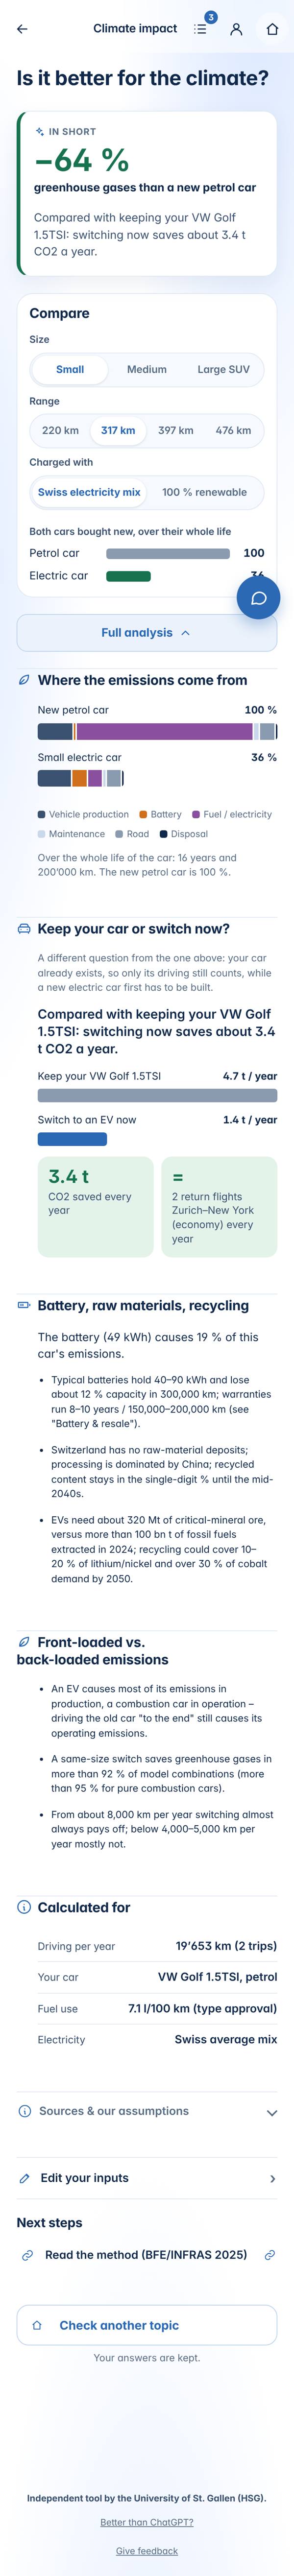 Climate impact
3
Is it better for the climate?
IN SHORT
−64 %
greenhouse gases than a new petrol car
Compared with keeping your VW Golf
1.5TSI: switching now saves about 3.4 t
CO2 a year.
Compare
Size
Small Medium Large SUV
Range
220 km 317 km 397 km 476 km
Charged with
Swiss electricity mix 100 % renewable
Both cars bought new, over their whole life
Petrol car 100
Electric car 36
Full analysis
Where the emissions come from
New petrol car 100 %
Small electric car 36 %
Vehicle production Battery Fuel / electricity
Maintenance Road Disposal
Over the whole life of the car: 16 years and
200’000 km. The new petrol car is 100 %.
Keep your car or switch now?
A different question from the one above: your car
already exists, so only its driving still counts, while
a new electric car first has to be built.
Compared with keeping your VW Golf
1.5TSI: switching now saves about 3.4
t CO2 a year.
Keep your VW Golf 1.5TSI 4.7 t / year
Switch to an EV now 1.4 t / year
3.4 t
CO2 saved every
year
=
2 return flights
Zurich–New York
(economy) every
year
Battery, raw materials, recycling
The battery (49 kWh) causes 19 % of this
car's emissions.
• Typical batteries hold 40–90 kWh and lose
about 12 % capacity in 300,000 km; warranties
run 8–10 years / 150,000–200,000 km (see
"Battery & resale").
• Switzerland has no raw-material deposits;
processing is dominated by China; recycled
content stays in the single-digit % until the mid-
2040s.
• EVs need about 320 Mt of critical-mineral ore,
versus more than 100 bn t of fossil fuels
extracted in 2024; recycling could cover 10–
20 % of lithium/nickel and over 30 % of cobalt
demand by 2050.
Front-loaded vs.
back-loaded emissions
• An EV causes most of its emissions in
production, a combustion car in operation –
driving the old car "to the end" still causes its
operating emissions.
• A same-size switch saves greenhouse gases in
more than 92 % of model combinations (more
than 95 % for pure combustion cars).
• From about 8,000 km per year switching almost
always pays off; below 4,000–5,000 km per
year mostly not.
Calculated for
Driving per year 19’653 km (2 trips)
Your car VW Golf 1.5TSI, petrol
Fuel use 7.1 l/100 km (type approval)
Electricity Swiss average mix
Sources & our assumptions
Edit your inputs
Next steps
Read the method (BFE/INFRAS 2025)
Check another topic
Your answers are kept.
Independent tool by the University of St. Gallen (HSG).
Better than ChatGPT?
Give feedback